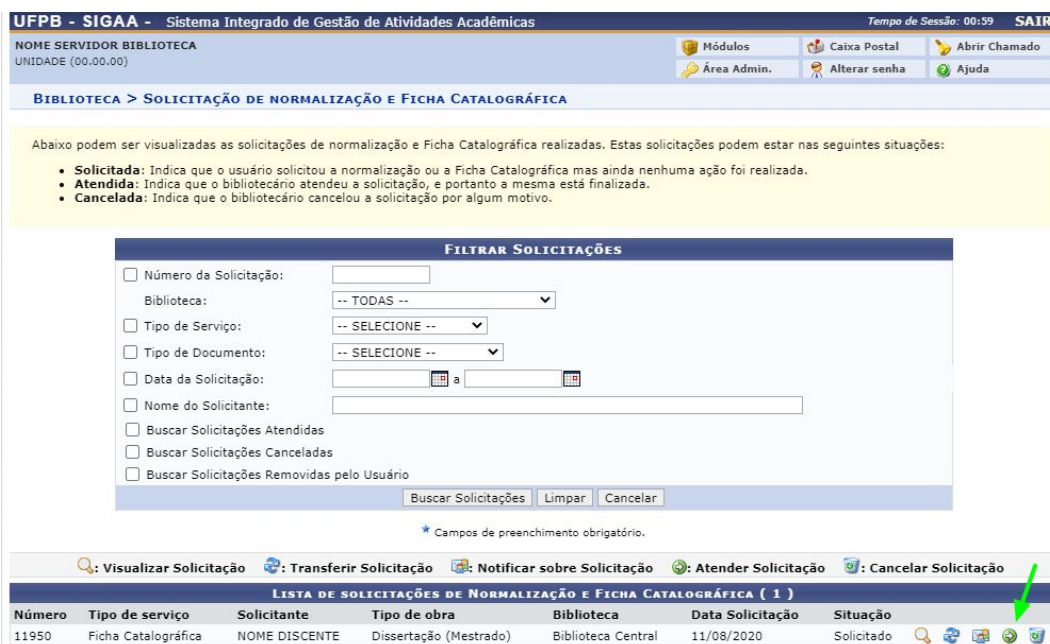 UFPB - SIGAA - Sistema Integrado de Gestão de Atividades Acadêmicas Tempo de Sessão: 00:59 SAIR
NOME SERVIDOR BIBLIOTECA Módulos Caixa Postal Abrir Chamado
UNIDADE (00.00.00) Área Admin. Alterar senha Ajuda
BIBLIOTECA > SOLICITAÇÃO DE NORMALIZAÇÃO E FICHA CATALOGRÁFICA
Abaixo podem ser visualizadas as solicitações de normalização e Ficha Catalográfica realizadas. Estas solicitações podem estar nas seguintes situações:
• Solicitada: Indica que o usuário solicitou a normalização ou a Ficha Catalográfica mas ainda nenhuma ação foi realizada.
• Atendida: Indica que o bibliotecário atendeu a solicitação, e portanto a mesma está finalizada.
• Cancelada: Indica que o bibliotecário cancelou a solicitação por algum motivo.
FILTRAR SOLICITAÇÕES
Número da Solicitação:
Biblioteca: -- TODAS --
Tipo de Serviço: -- SELECIONE --
Tipo de Documento: -- SELECIONE --
Data da Solicitação: a
Nome do Solicitante:
Buscar Solicitações Atendidas
Buscar Solicitações Canceladas
Buscar Solicitações Removidas pelo Usuário
Buscar Solicitações Limpar Cancelar
* Campos de preenchimento obrigatório.
: Visualizar Solicitação : Transferir Solicitação : Notificar sobre Solicitação : Atender Solicitação : Cancelar Solicitação
LISTA DE SOLICITAÇÕES DE NORMALIZAÇÃO E FICHA CATALOGRÁFICA ( 1 )
Número Tipo de serviço Solicitante Tipo de obra Biblioteca Data Solicitação Situação
11950 Ficha Catalográfica NOME DISCENTE Dissertação (Mestrado) Biblioteca Central 11/08/2020 Solicitado